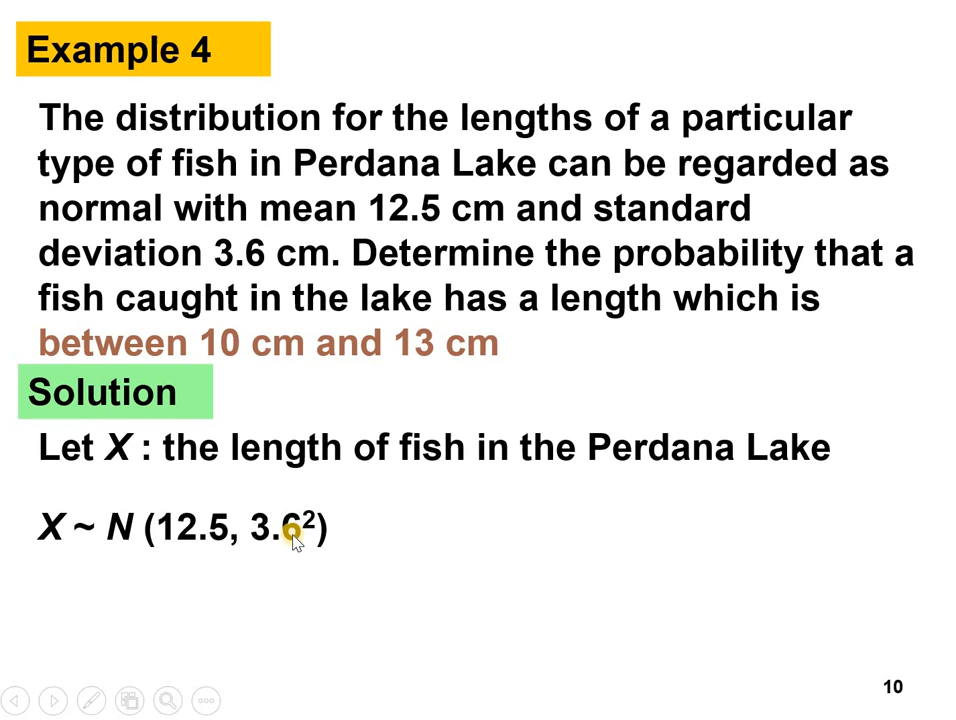 Example 4
The distribution for the lengths of a particular
type of fish in Perdana Lake can be regarded as
normal with mean 12.5 cm and standard
deviation 3.6 cm. Determine the probability that a
fish caught in the lake has a length which is
between 10 cm and 13 cm
Solution
Let X : the length of fish in the Perdana Lake
X ~ N (12.5, 3.6²)
10